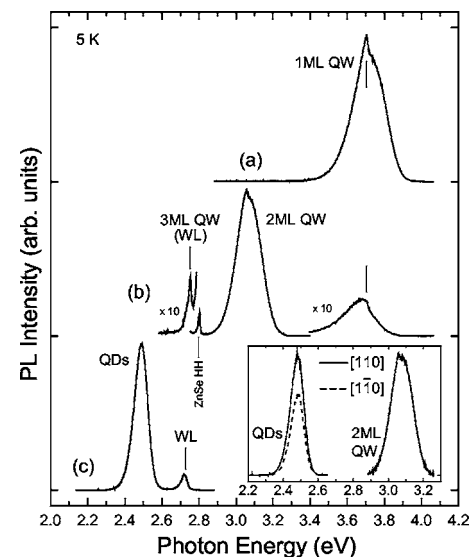 5 K
1ML QW
(a)
3ML QW
(WL)
2ML QW
(b)
x 10
x 10
ZnSe HH
QDs
WL
(c)
[110]
[11̅0]
QDs
2ML
QW
2.2 2.4 2.6 2.8 3.0 3.2
PL Intensity (arb. units)
2.0 2.2 2.4 2.6 2.8 3.0 3.2 3.4 3.6 3.8 4.0 4.2
Photon Energy (eV)